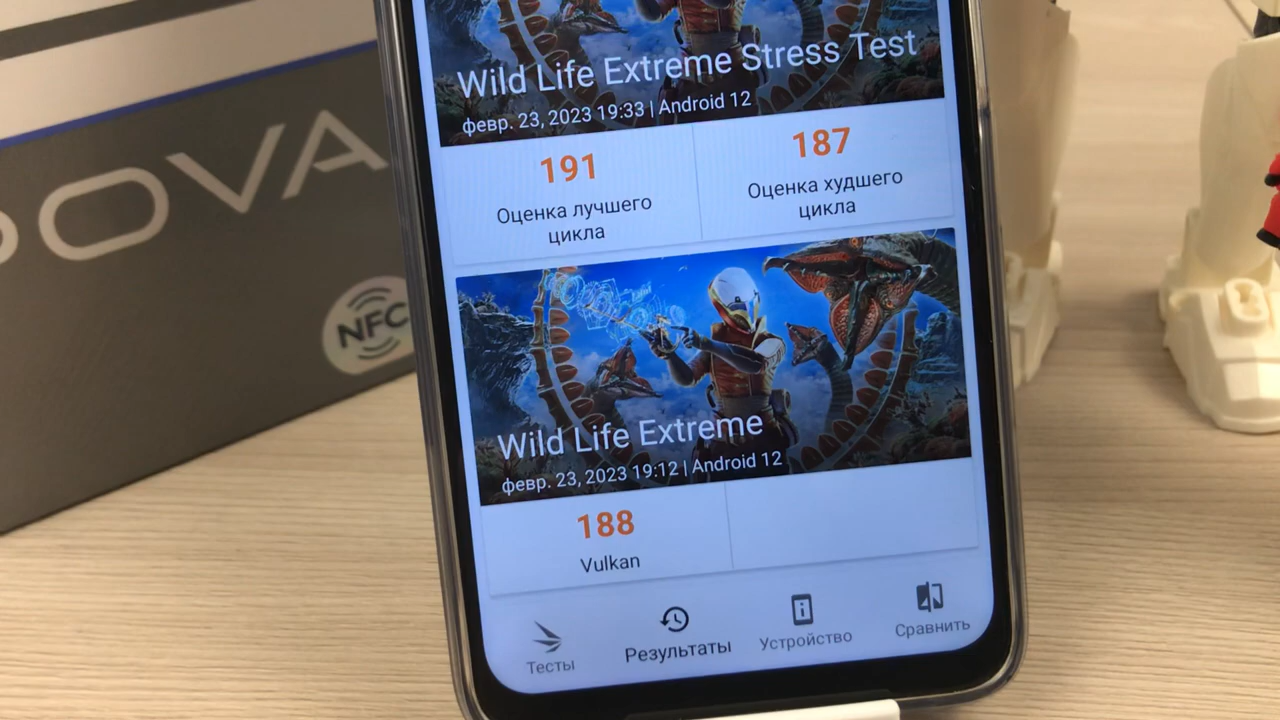 POVA
NFC
Wild Life Extreme Stress Test
февр. 23, 2023 19:33 | Android 12
191
Оценка лучшего
цикла
187
Оценка худшего
цикла
Wild Life Extreme
февр. 23, 2023 19:12 | Android 12
188
Vulkan
Тесты
Результаты
Устройство
Сравнить